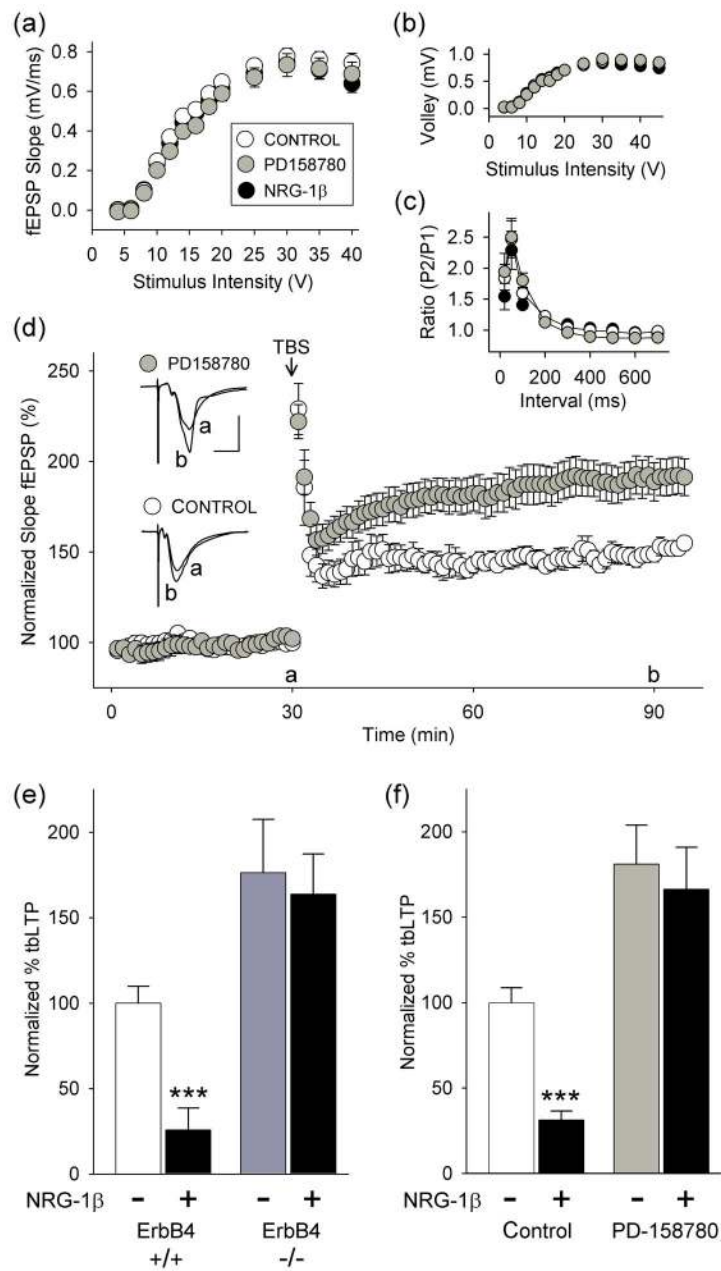 (a)
fEPSP Slope (mV/ms)
0.8
0.6
0.4
0.2
0.0
CONTROL
PD158780
NRG-1β
0 5 10 15 20 25 30 35 40
Stimulus Intensity (V)
(b)
Volley (mV)
1.0
0.5
0.0
0 10 20 30 40
Stimulus Intensity (V)
(c)
Ratio (P2/P1)
2.5
2.0
1.5
1.0
0 200 400 600
Interval (ms)
(d)
Normalized Slope fEPSP (%)
250
200
150
100
TBS
PD158780
a
b
CONTROL
a
b
a b
0 30 60 90
Time (min)
(e)
Normalized % tbLTP
200
150
100
50
0
***
NRG-1β - + - +
ErbB4 ErbB4
+/+ -/-
(f)
Normalized % tbLTP
200
150
100
50
0
***
NRG-1β - + - +
Control PD-158780